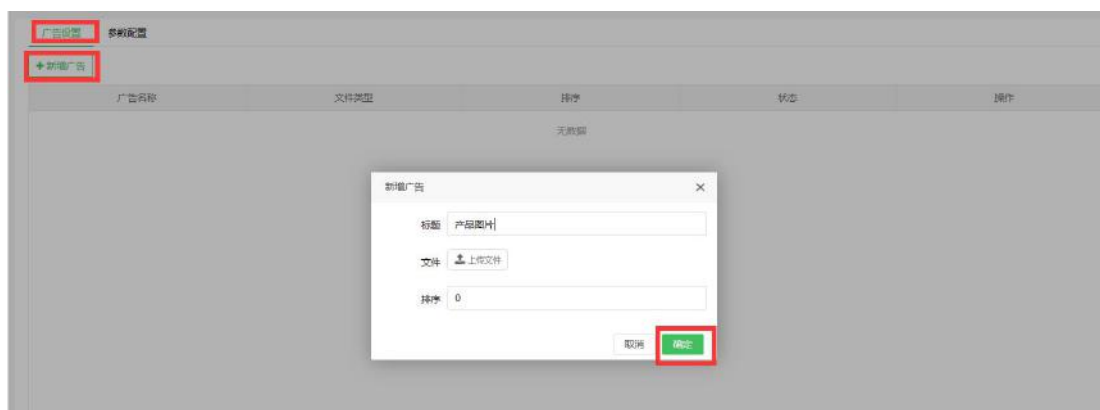 广告设置 参数配置
+新增广告
广告名称 文件类型 排序 状态 操作
无数据
新增广告 ×
标题 产品图片
文件 上传文件
排序 0
取消 确定